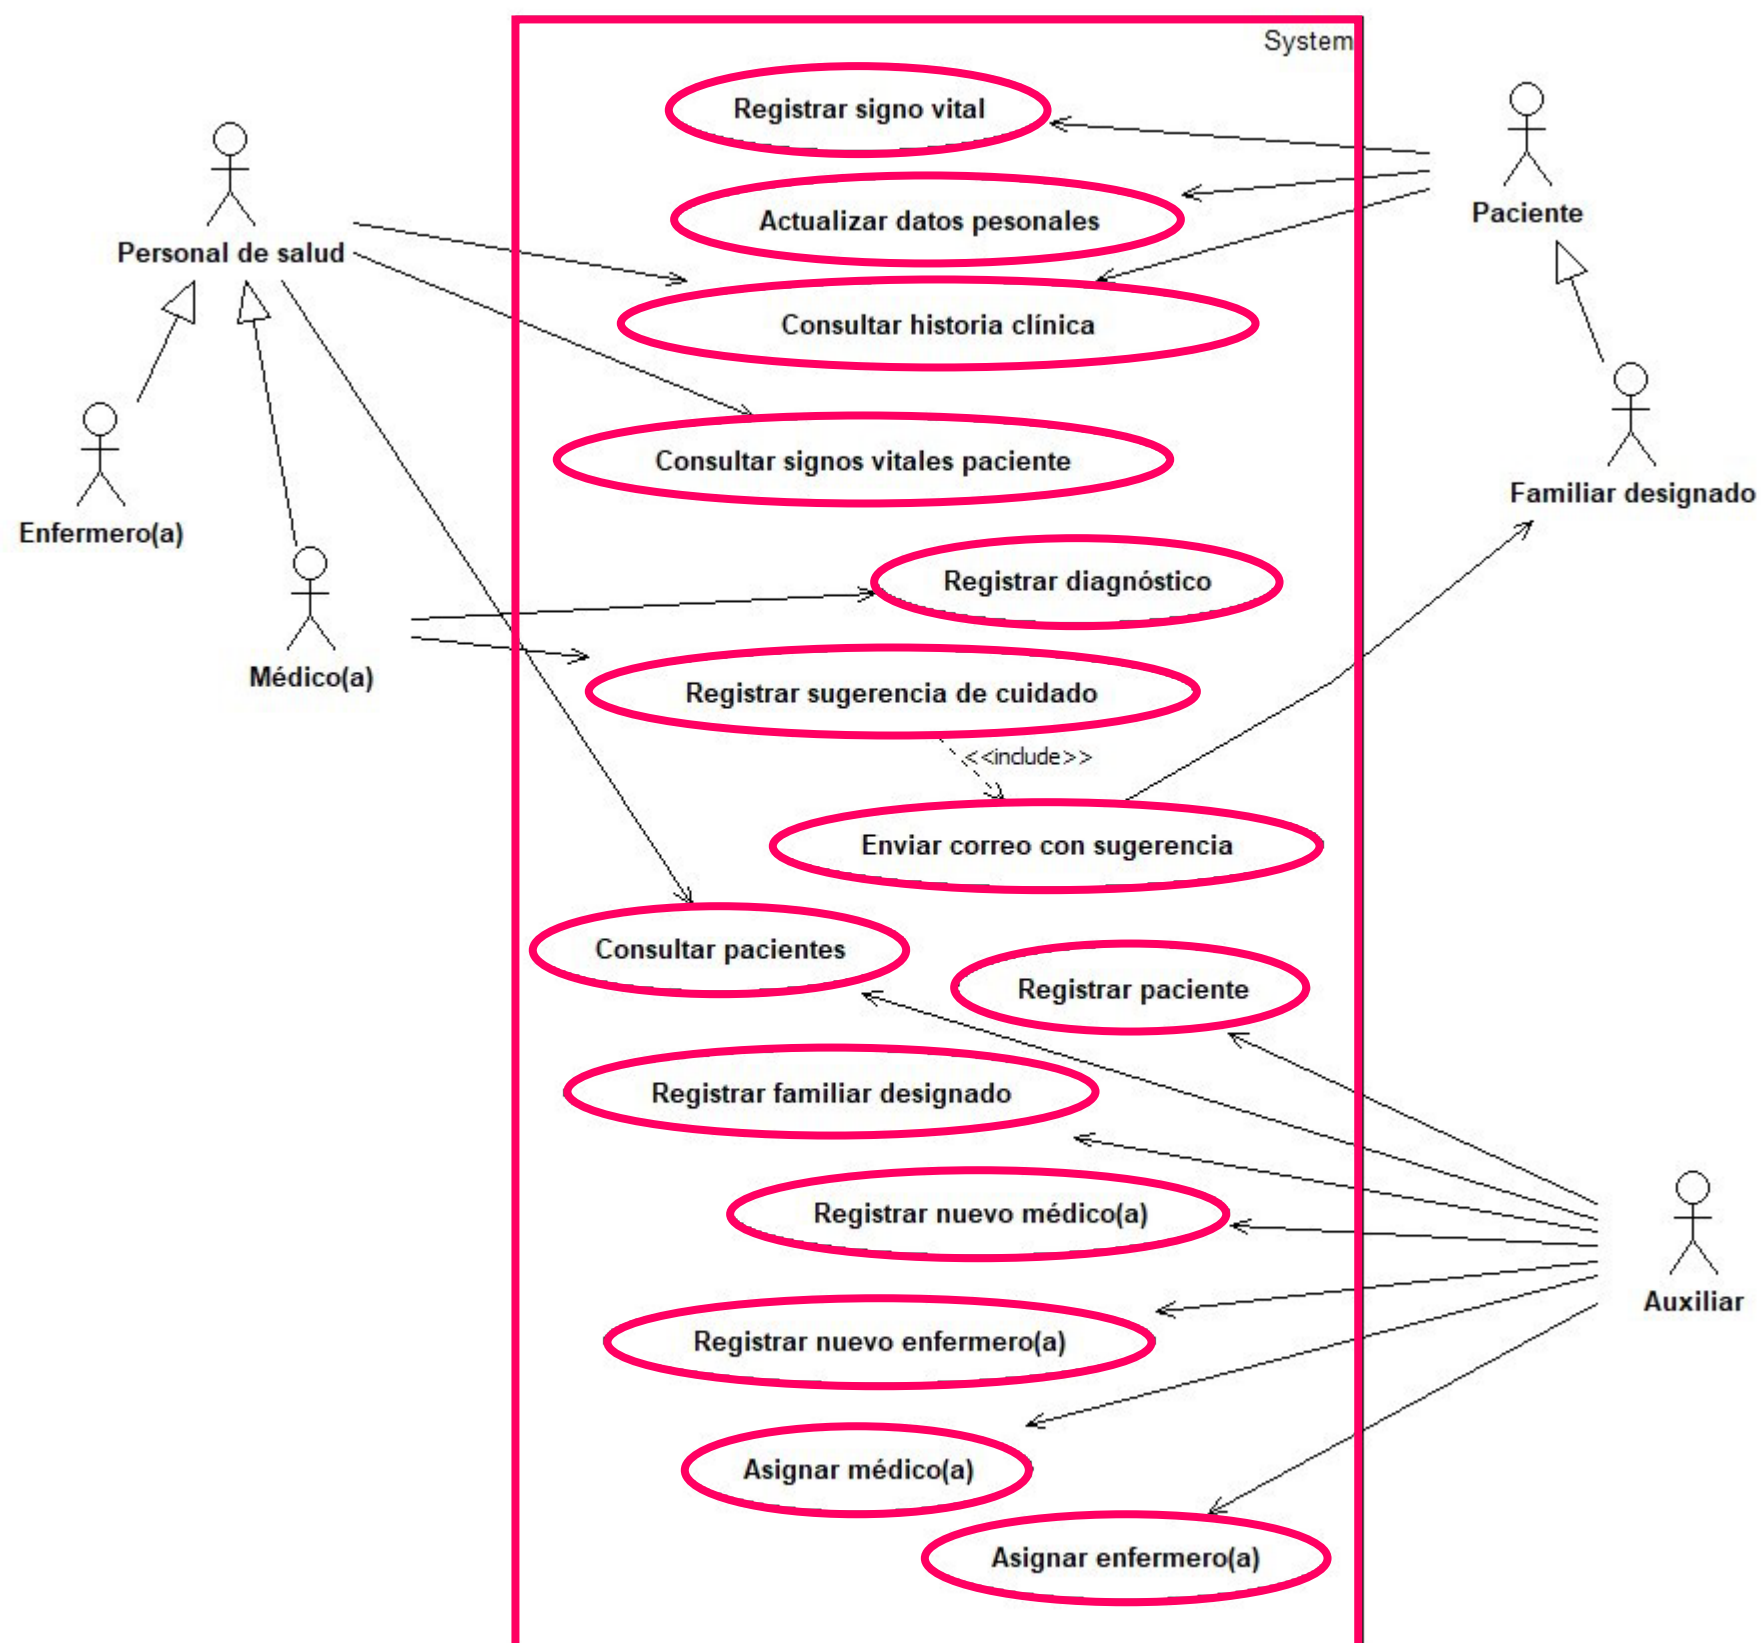 System
Registrar signo vital
Paciente
Actualizar datos pesonales
Personal de salud
Consultar historia clínica
Consultar signos vitales paciente
Familiar designado
Enfermero(a)
Registrar diagnóstico
Médico(a)
Registrar sugerencia de cuidado
<<include>>
Enviar correo con sugerencia
Consultar pacientes
Registrar paciente
Registrar familiar designado
Registrar nuevo médico(a)
Auxiliar
Registrar nuevo enfermero(a)
Asignar médico(a)
Asignar enfermero(a)